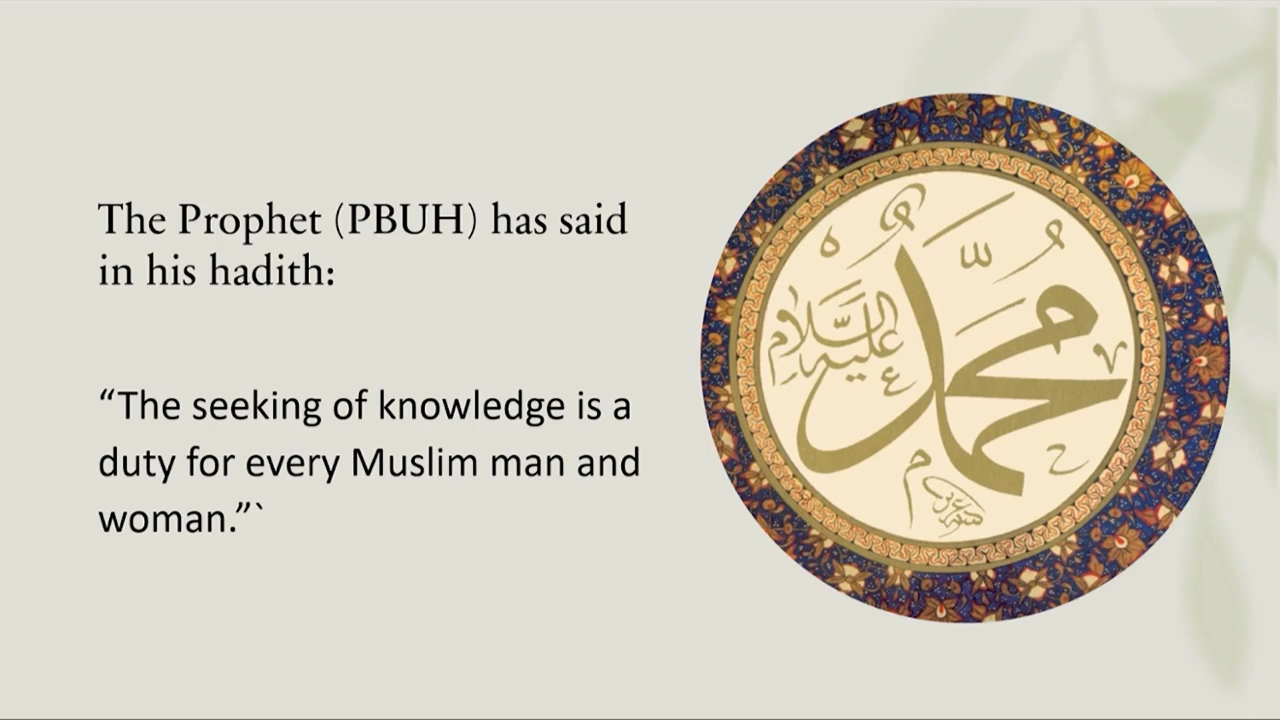 The Prophet (PBUH) has said
in his hadith:
“The seeking of knowledge is a
duty for every Muslim man and
woman.”`
محمد
عليه السلام